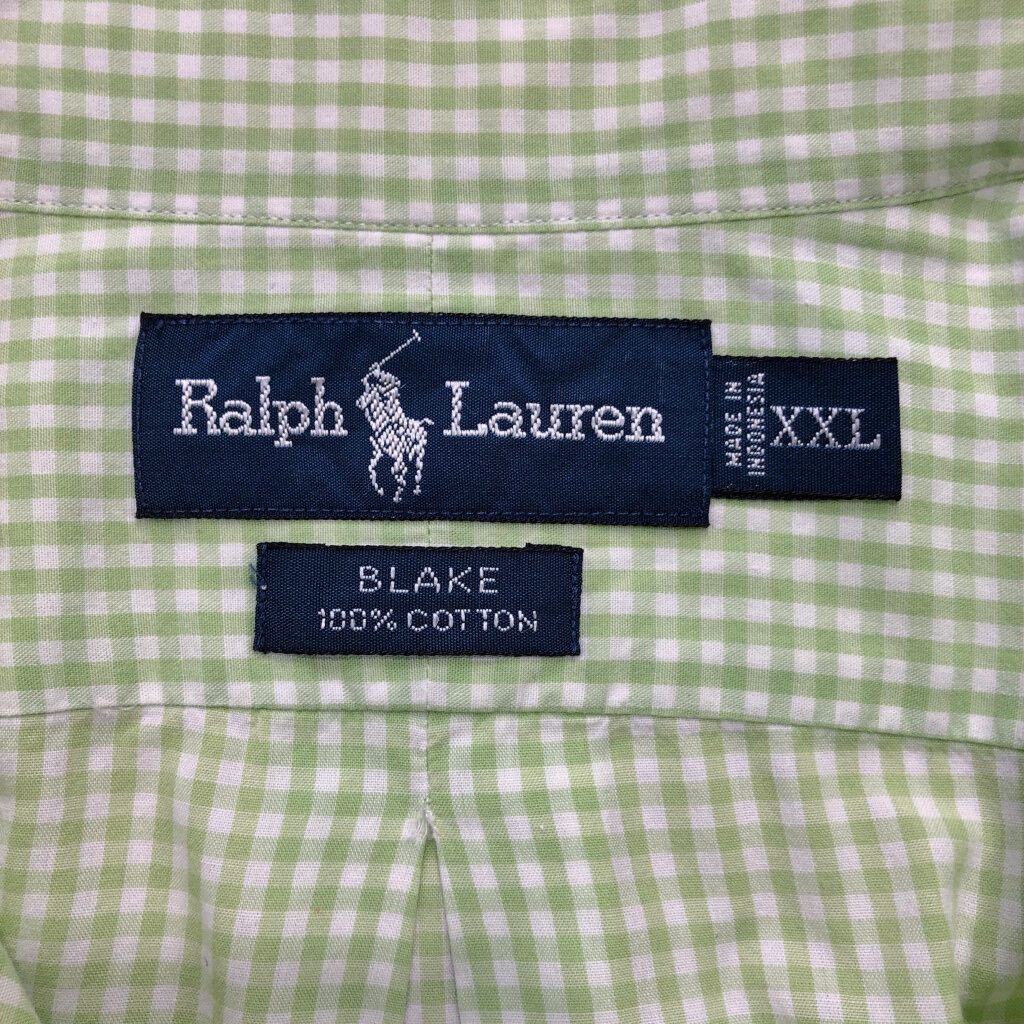 Ralph Lauren
MADE IN
INDONESIA
XXL
BLAKE
100% COTTON